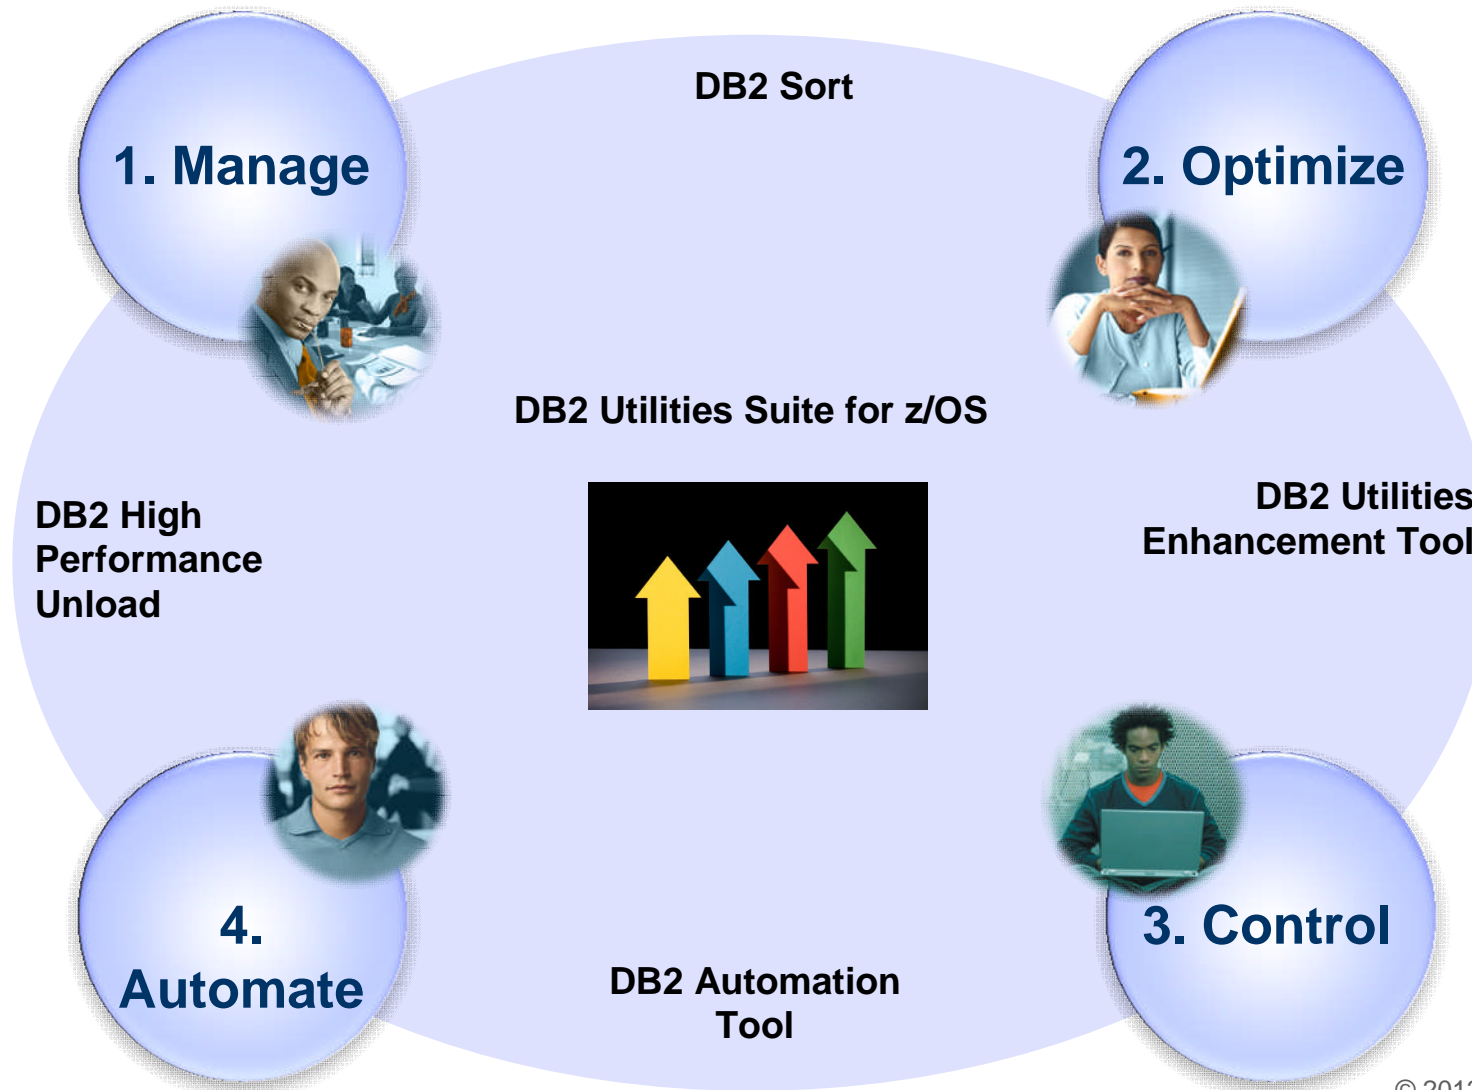 DB2 Sort
1. Manage
2. Optimize
DB2 Utilities Suite for z/OS
DB2 High
Performance
Unload
DB2 Utilities
Enhancement Tool
4.
Automate
3. Control
DB2 Automation
Tool
©